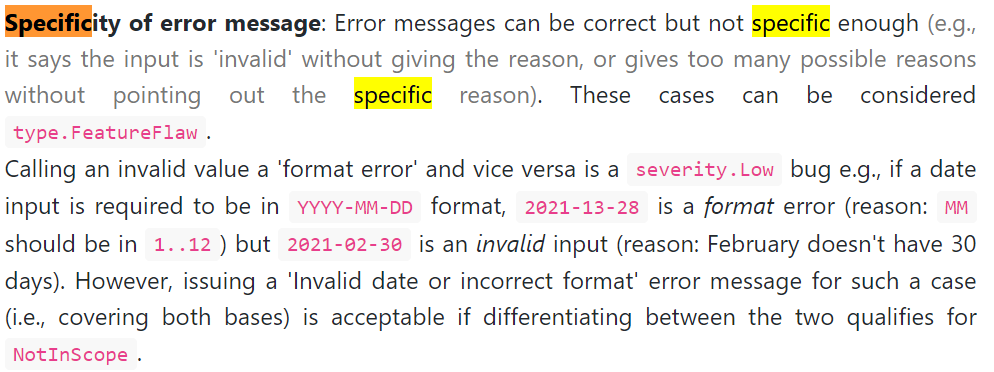 Specificity of error message: Error messages can be correct but not specific enough (e.g.,
it says the input is 'invalid' without giving the reason, or gives too many possible reasons
without pointing out the specific reason). These cases can be considered
type.FeatureFlaw.
Calling an invalid value a 'format error' and vice versa is a severity.Low bug e.g., if a date
input is required to be in YYYY-MM-DD format, 2021-13-28 is a format error (reason: MM
should be in 1..12) but 2021-02-30 is an invalid input (reason: February doesn't have 30
days). However, issuing a 'Invalid date or incorrect format' error message for such a case
(i.e., covering both bases) is acceptable if differentiating between the two qualifies for
NotInScope.